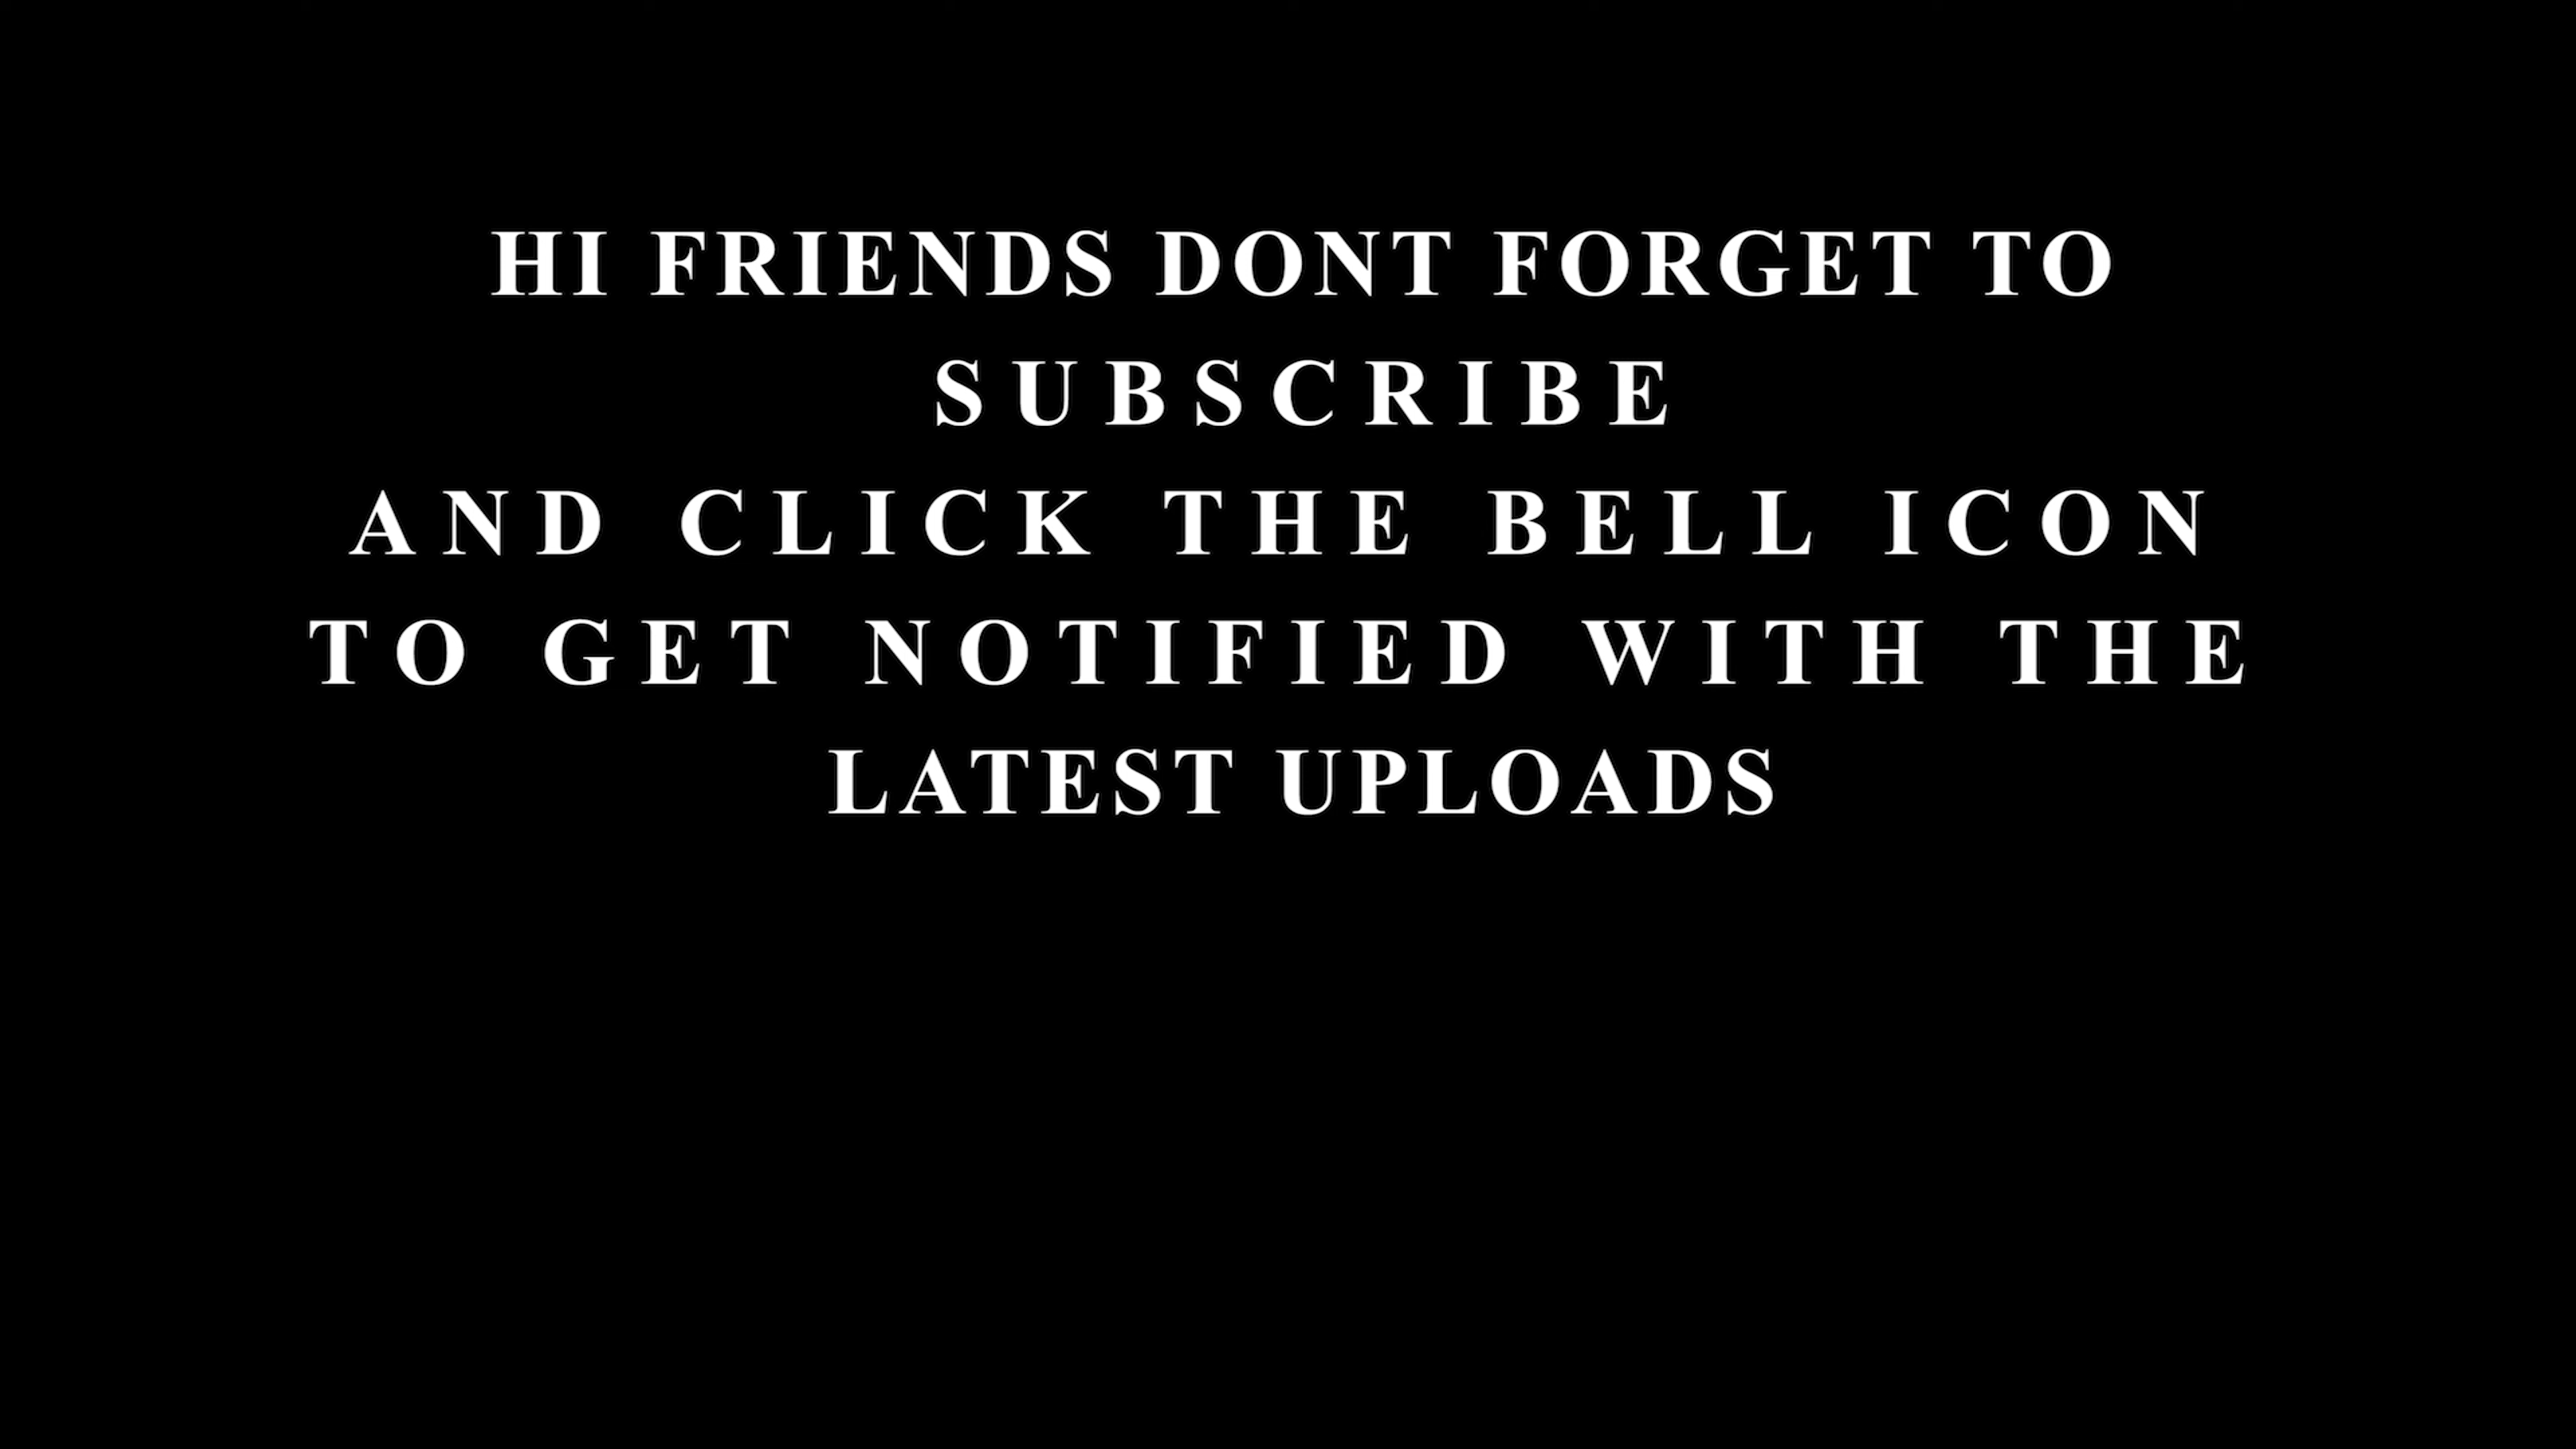 HI FRIENDS DONT FORGET TO
SUBSCRIBE
AND CLICK THE BELL ICON
TO GET NOTIFIED WITH THE
LATEST UPLOADS